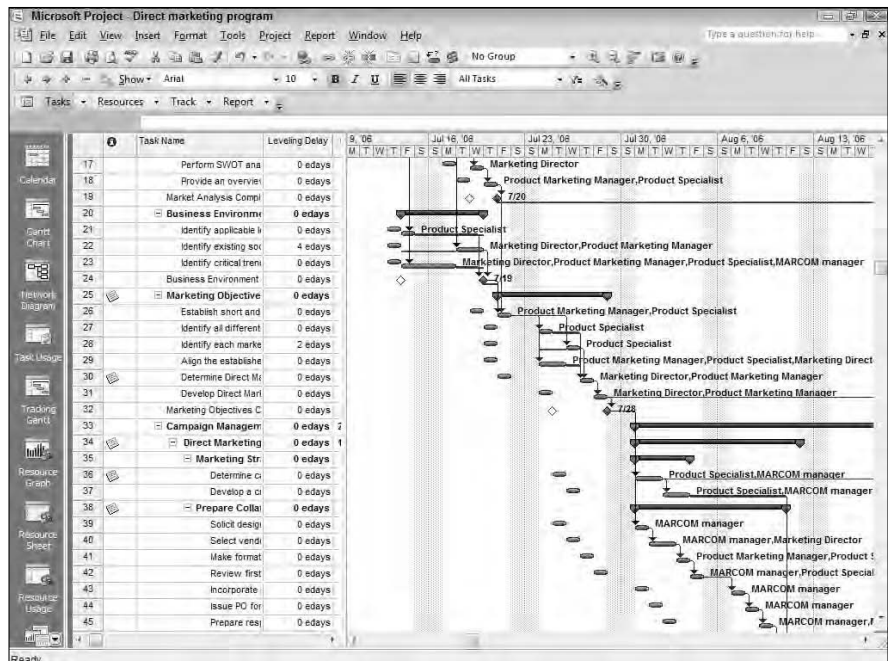 Microsoft Project - Direct marketing program
File Edit View Insert Format Tools Project Report Window Help
Type a question for help
No Group
Show Arial 10 B I U All Tasks
Tasks Resources Track Report
Task Name Leveling Delay 9, '06 Jul 16, '06 Jul 23, '06 Jul 30, '06 Aug 6, '06 Aug 13, '06
M T W T F S S M T W T F S S M T W T F S S M T W T F S S M T W T F S S M T W
17 Perform SWOT ana 0 edays Marketing Director
18 Provide an overvie 0 edays Product Marketing Manager,Product Specialist
19 Market Analysis Compl 0 edays 7/20
20 Business Environme 0 edays
21 Identify applicable 0 edays Product Specialist
22 Identify existing soc 4 edays Marketing Director,Product Marketing Manager
23 Identify critical tren 0 edays Marketing Director,Product Marketing Manager,Product Specialist,MARCOM manager
24 Business Environment 0 edays 7/19
25 Marketing Objective 0 edays
26 Establish short and 0 edays Product Marketing Manager,Product Specialist
27 Identify all different 0 edays Product Specialist
28 Identify each marke 2 edays Product Specialist
29 Align the establishe 0 edays Product Marketing Manager,Product Specialist,Marketing Direct
30 Determine Direct Ma 0 edays Marketing Director,Product Marketing Manager
31 Develop Direct Mark 0 edays Marketing Director,Product Marketing Manager
32 Marketing Objectives C 0 edays 7/28
33 Campaign Managem 0 edays 2
34 Direct Marketing 0 edays 1
35 Marketing Str 0 edays
36 Determine ca 0 edays Product Specialist,MARCOM manager
37 Develop a cr 0 edays Product Specialist,MARCOM manager
38 Prepare Colla 0 edays
39 Solicit desig 0 edays MARCOM manager
40 Select vend 0 edays MARCOM manager,Marketing Director
41 Make format 0 edays Product Marketing Manager,Product
42 Review first 0 edays MARCOM manager,Product Special
43 Incorporate 0 edays MARCOM manager
44 Issue PO for 0 edays MARCOM manager
45 Prepare resp 0 edays MARCOM manager,
Calendar
Gantt Chart
Network Diagram
Task Usage
Tracking Gantt
Resource Graph
Resource Sheet
Resource Usage
Ready